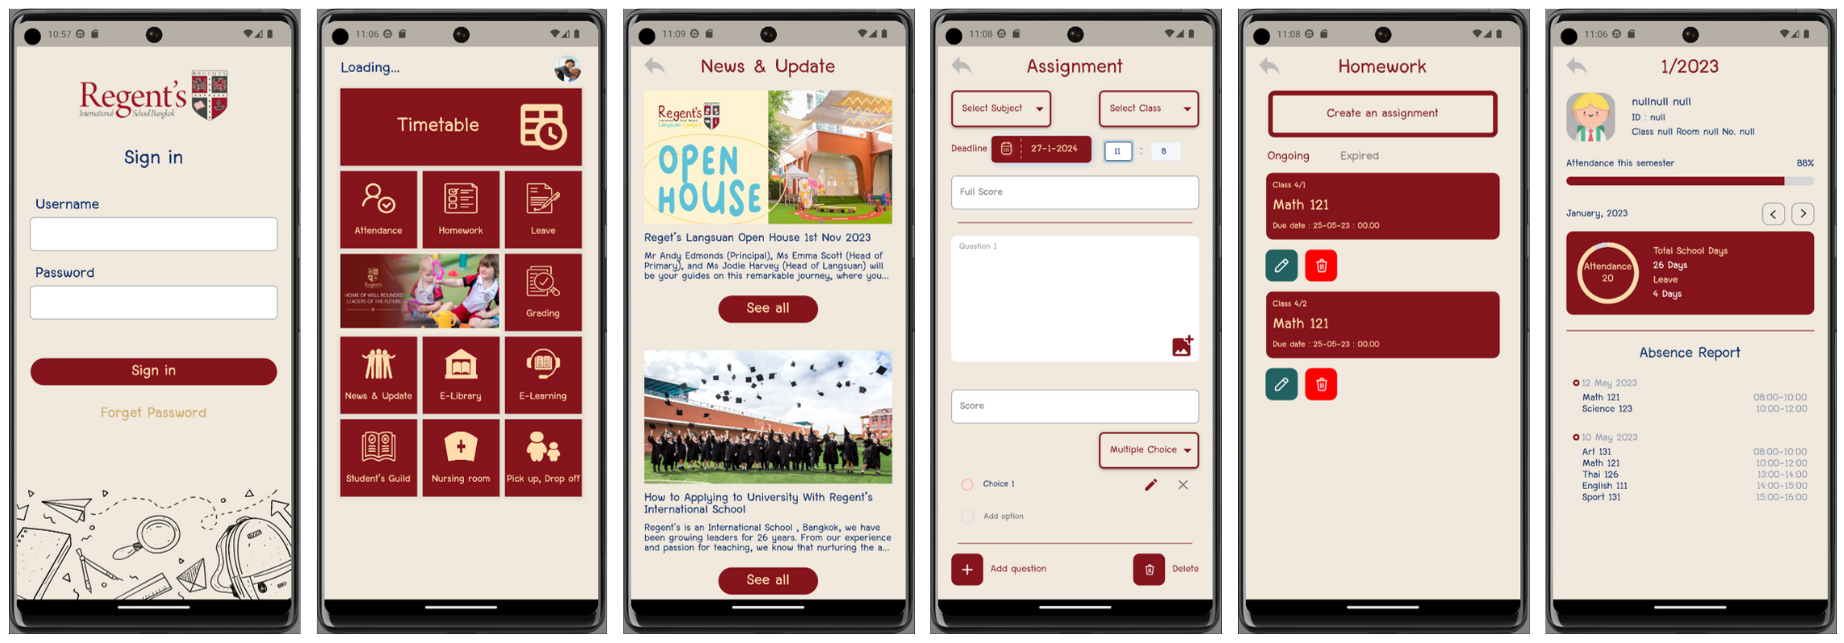 10:57
REGENT'S
Regent's
International School Bangkok
Sign in
Username
Password
Sign in
Forget Password
11:06
Loading...
Timetable
Attendance
Homework
Leave
HOME OF WELL ROUNDED
LEADERS OF THE FUTURE
Grading
News & Update
E-Library
E-Learning
Student's Guild
Nursing room
Pick up, Drop off
11:09
News & Update
Regent's
Langsuan Campus
OPEN
HOUSE
Reget's Langsuan Open House 1st Nov 2023
Mr Andy Edmonds (Principal), Ms Emma Scott (Head of
Primary), and Ms Jodie Harvey (Head of Langsuan) will
be your guides on this remarkable journey, where you...
See all
How to Applying to University With Regent's
International School
Regent's is an International School , Bangkok, we have
been growing leaders for 26 years. From our experience
and passion for teaching, we know that nurturing the a...
See all
11:08
Assignment
Select Subject
Select Class
Deadline
27-1-2024
11 : 8
Full Score
Question 1
Score
Multiple Choice
Choice 1
Add option
Add question
Delete
11:08
Homework
Create an assignment
Ongoing
Expired
Class 4/1
Math 121
Due date : 25-05-23 : 00.00
Class 4/2
Math 121
Due date : 25-05-23 : 00.00
11:06
1/2023
nullnull null
ID : null
Class null Room null No. null
Attendance this semester 88%
January, 2023
Attendance
20
Total School Days
26 Days
Leave
4 Days
Absence Report
12 May 2023
Math 121 08:00-10:00
Science 123 10:00-12:00
10 May 2023
Art 131 08:00-10:00
Math 121 10:00-12:00
Thai 126 13:00-14:00
English 111 14:00-15:00
Sport 131 15:00-16:00